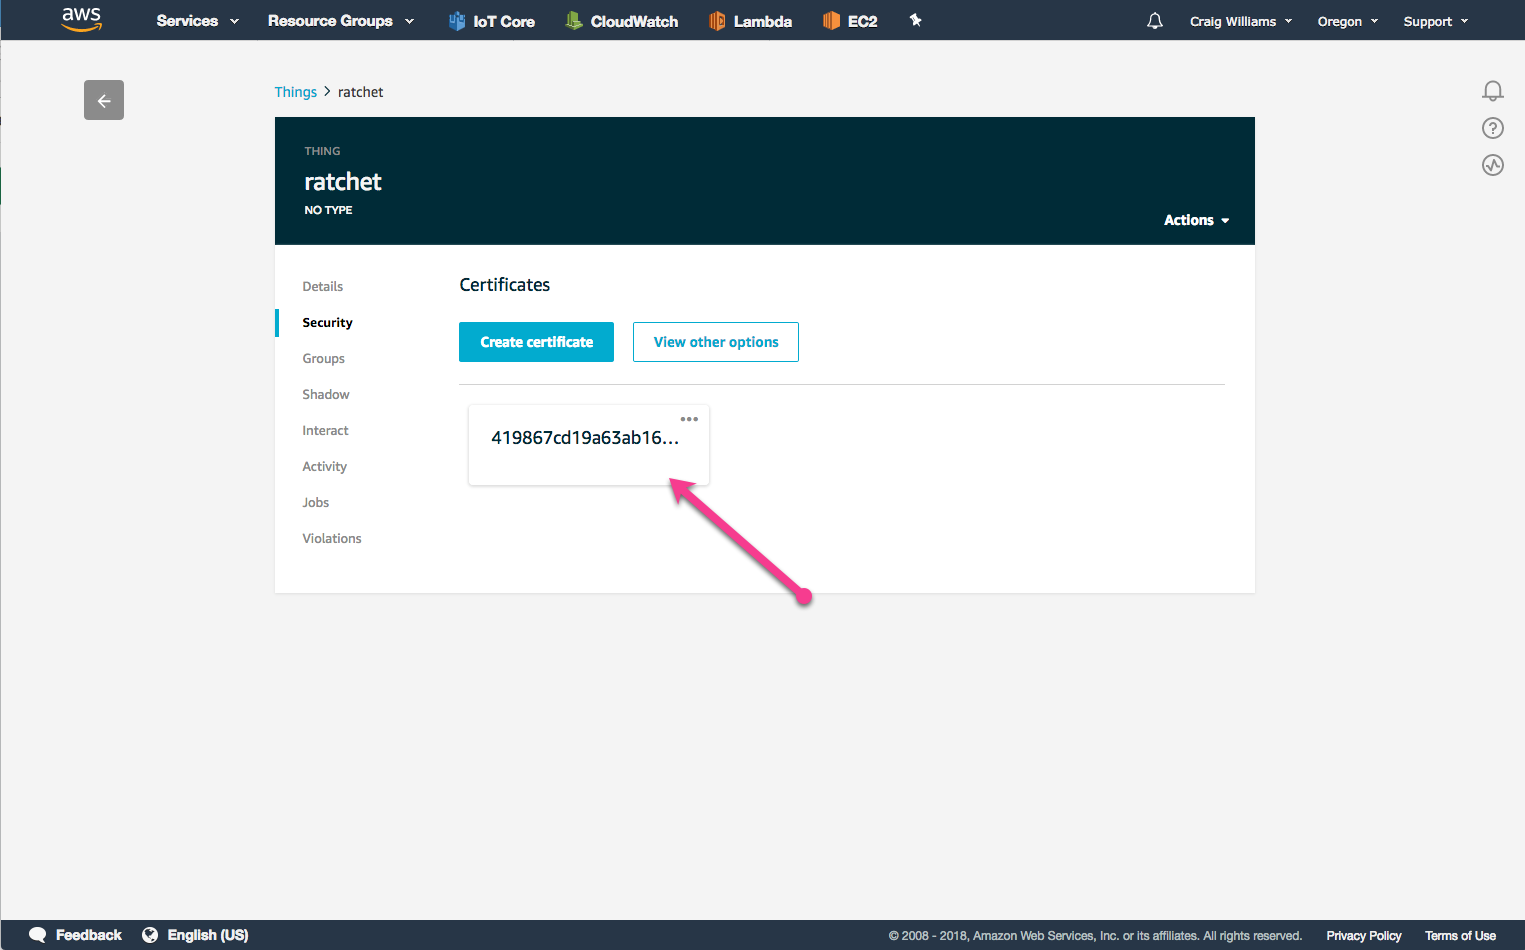 aws Services Resource Groups IoT Core CloudWatch Lambda EC2 Craig Williams Oregon Support
Things > ratchet
THING
ratchet
NO TYPE
Actions
Details
Security
Groups
Shadow
Interact
Activity
Jobs
Violations
Certificates
Create certificate View other options
419867cd19a63ab16...
Feedback English (US) © 2008 - 2018, Amazon Web Services, Inc. or its affiliates. All rights reserved. Privacy Policy Terms of Use